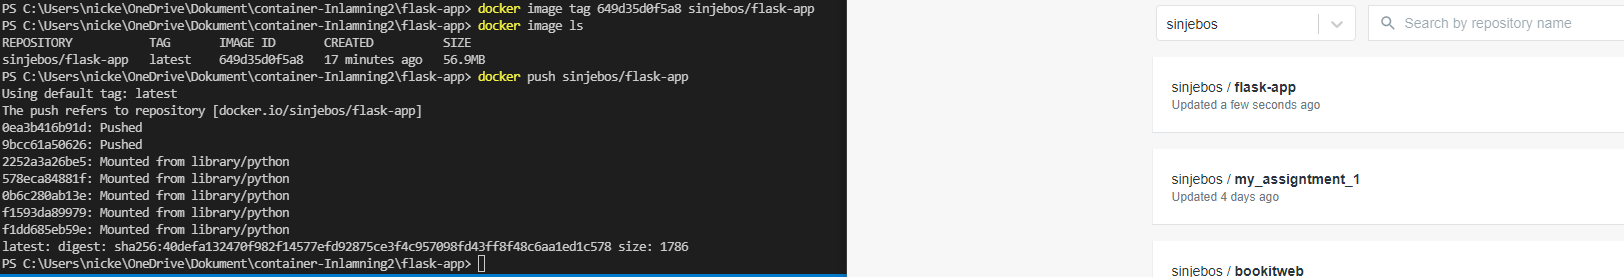 PS C:\Users\nicke\OneDrive\Dokument\container-Inlamning2\flask-app> docker image tag 649d35d0f5a8 sinjebos/flask-app
PS C:\Users\nicke\OneDrive\Dokument\container-Inlamning2\flask-app> docker image ls
REPOSITORY TAG IMAGE ID CREATED SIZE
sinjebos/flask-app latest 649d35d0f5a8 17 minutes ago 56.9MB
PS C:\Users\nicke\OneDrive\Dokument\container-Inlamning2\flask-app> docker push sinjebos/flask-app
Using default tag: latest
The push refers to repository [docker.io/sinjebos/flask-app]
0ea3b416b91d: Pushed
9bcc61a50626: Pushed
2252a3a26be5: Mounted from library/python
578eca84881f: Mounted from library/python
0b6c280ab13e: Mounted from library/python
f1593da89979: Mounted from library/python
f1dd685eb59e: Mounted from library/python
latest: digest: sha256:40defa132470f982f14577efd92875ce3f4c957098fd43ff8f48c6aa1ed1c578 size: 1786
PS C:\Users\nicke\OneDrive\Dokument\container-Inlamning2\flask-app>
sinjebos
Search by repository name
sinjebos / flask-app
Updated a few seconds ago
sinjebos / my_assigntment_1
Updated 4 days ago
sinjebos / bookitweb